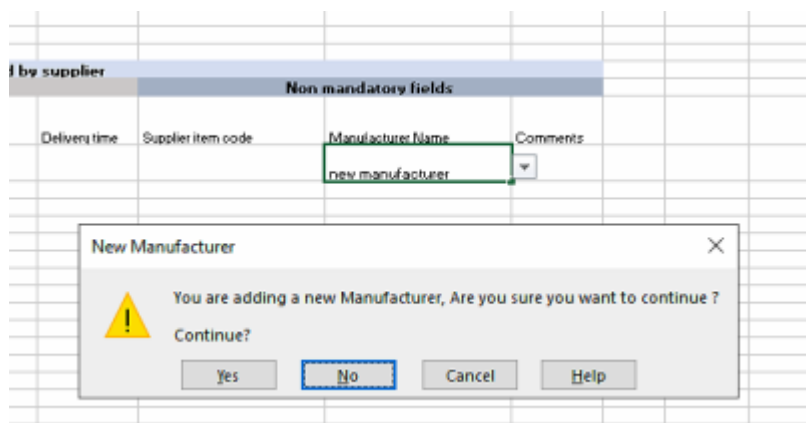 d by supplier
Non mandatory fields
Delivery time Supplier item code Manufacturer Name Comments
new manufacturer
New Manufacturer
You are adding a new Manufacturer, Are you sure you want to continue ?
Continue?
Yes No Cancel Help